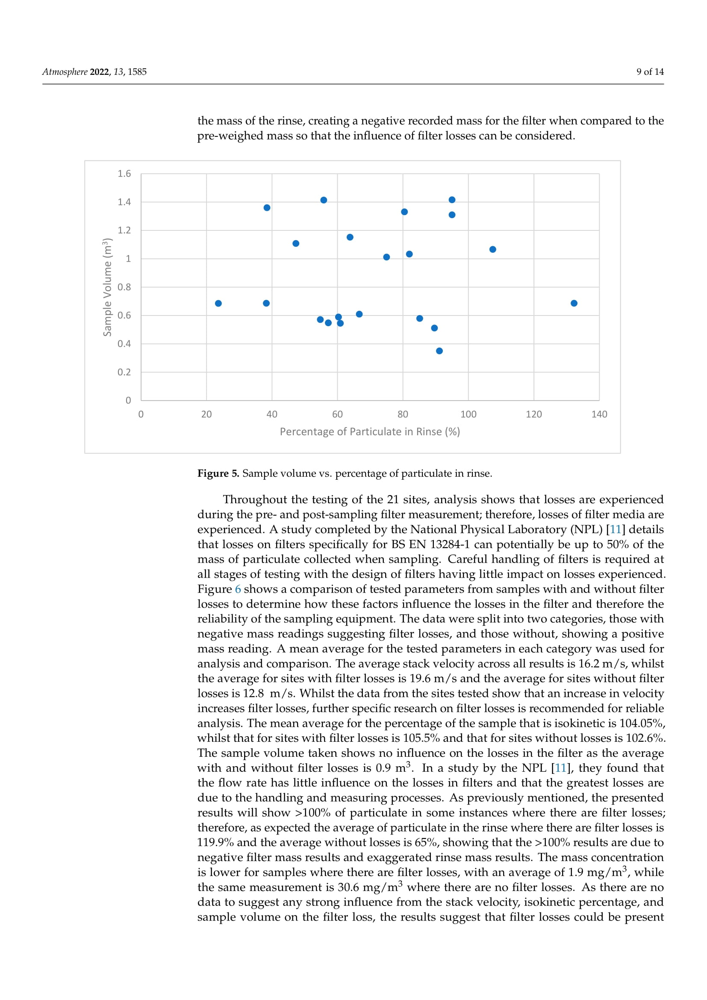 Atmosphere 2022, 13, 1585
9 of 14
the mass of the rinse, creating a negative recorded mass for the filter when compared to the
pre-weighed mass so that the influence of filter losses can be considered.
1.6
1.4
1.2
1
0.8
0.6
0.4
0.2
0
Sample Volume (m³)
0 20 40 60 80 100 120 140
Percentage of Particulate in Rinse (%)
Figure 5. Sample volume vs. percentage of particulate in rinse.
Throughout the testing of the 21 sites, analysis shows that losses are experienced
during the pre- and post-sampling filter measurement; therefore, losses of filter media are
experienced. A study completed by the National Physical Laboratory (NPL) [11] details
that losses on filters specifically for BS EN 13284-1 can potentially be up to 50% of the
mass of particulate collected when sampling. Careful handling of filters is required at
all stages of testing with the design of filters having little impact on losses experienced.
Figure 6 shows a comparison of tested parameters from samples with and without filter
losses to determine how these factors influence the losses in the filter and therefore the
reliability of the sampling equipment. The data were split into two categories, those with
negative mass readings suggesting filter losses, and those without, showing a positive
mass reading. A mean average for the tested parameters in each category was used for
analysis and comparison. The average stack velocity across all results is 16.2 m/s, whilst
the average for sites with filter losses is 19.6 m/s and the average for sites without filter
losses is 12.8 m/s. Whilst the data from the sites tested show that an increase in velocity
increases filter losses, further specific research on filter losses is recommended for reliable
analysis. The mean average for the percentage of the sample that is isokinetic is 104.05%,
whilst that for sites with filter losses is 105.5% and that for sites without losses is 102.6%.
The sample volume taken shows no influence on the losses in the filter as the average
with and without filter losses is 0.9 m³. In a study by the NPL [11], they found that
the flow rate has little influence on the losses in filters and that the greatest losses are
due to the handling and measuring processes. As previously mentioned, the presented
results will show >100% of particulate in some instances where there are filter losses;
therefore, as expected the average of particulate in the rinse where there are filter losses is
119.9% and the average without losses is 65%, showing that the >100% results are due to
negative filter mass results and exaggerated rinse mass results. The mass concentration
is lower for samples where there are filter losses, with an average of 1.9 mg/m³, while
the same measurement is 30.6 mg/m³ where there are no filter losses. As there are no
data to suggest any strong influence from the stack velocity, isokinetic percentage, and
sample volume on the filter loss, the results suggest that filter losses could be present